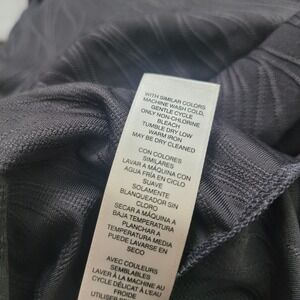 WITH SIMILAR COLORS
MACHINE WASH COLD,
GENTLE CYCLE
ONLY NON-CHLORINE
BLEACH
TUMBLE DRY LOW
WARM IRON
MAY BE DRY CLEANED
CON COLORES
SIMILARES
LAVAR A MÁQUINA CON
AGUA FRÍA EN CICLO
SUAVE
SOLAMENTE
BLANQUEADOR SIN
CLORO
SECAR A MÁQUINA A
BAJA TEMPERATURA
PLANCHAR A
TEMPERATURA MEDIA
PUEDE LAVARSE EN
SECO
AVEC COULEURS
SEMBLABLES
LAVER À LA MACHINE AU
CYCLE DÉLICAT À L'EAU
FROIDE
UTILISER